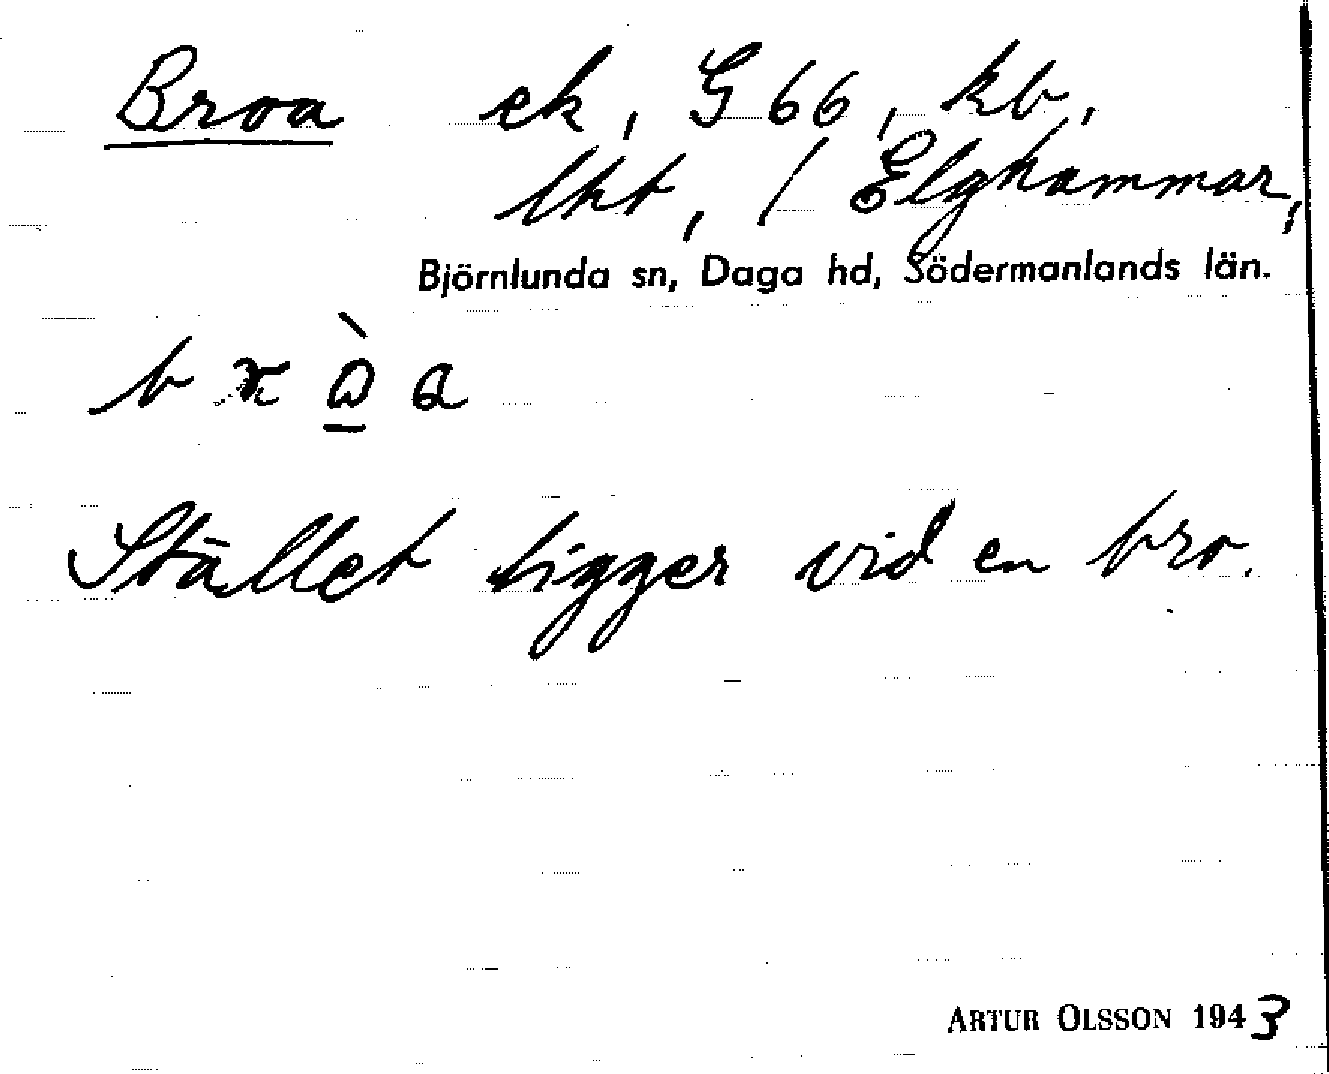 Broa ek, G 66, kb,
lht, / Elghammar,
Björnlunda sn, Daga hd, Södermanlands län.
Stället ligger vid en bro.
ARTUR OLSSON 1943